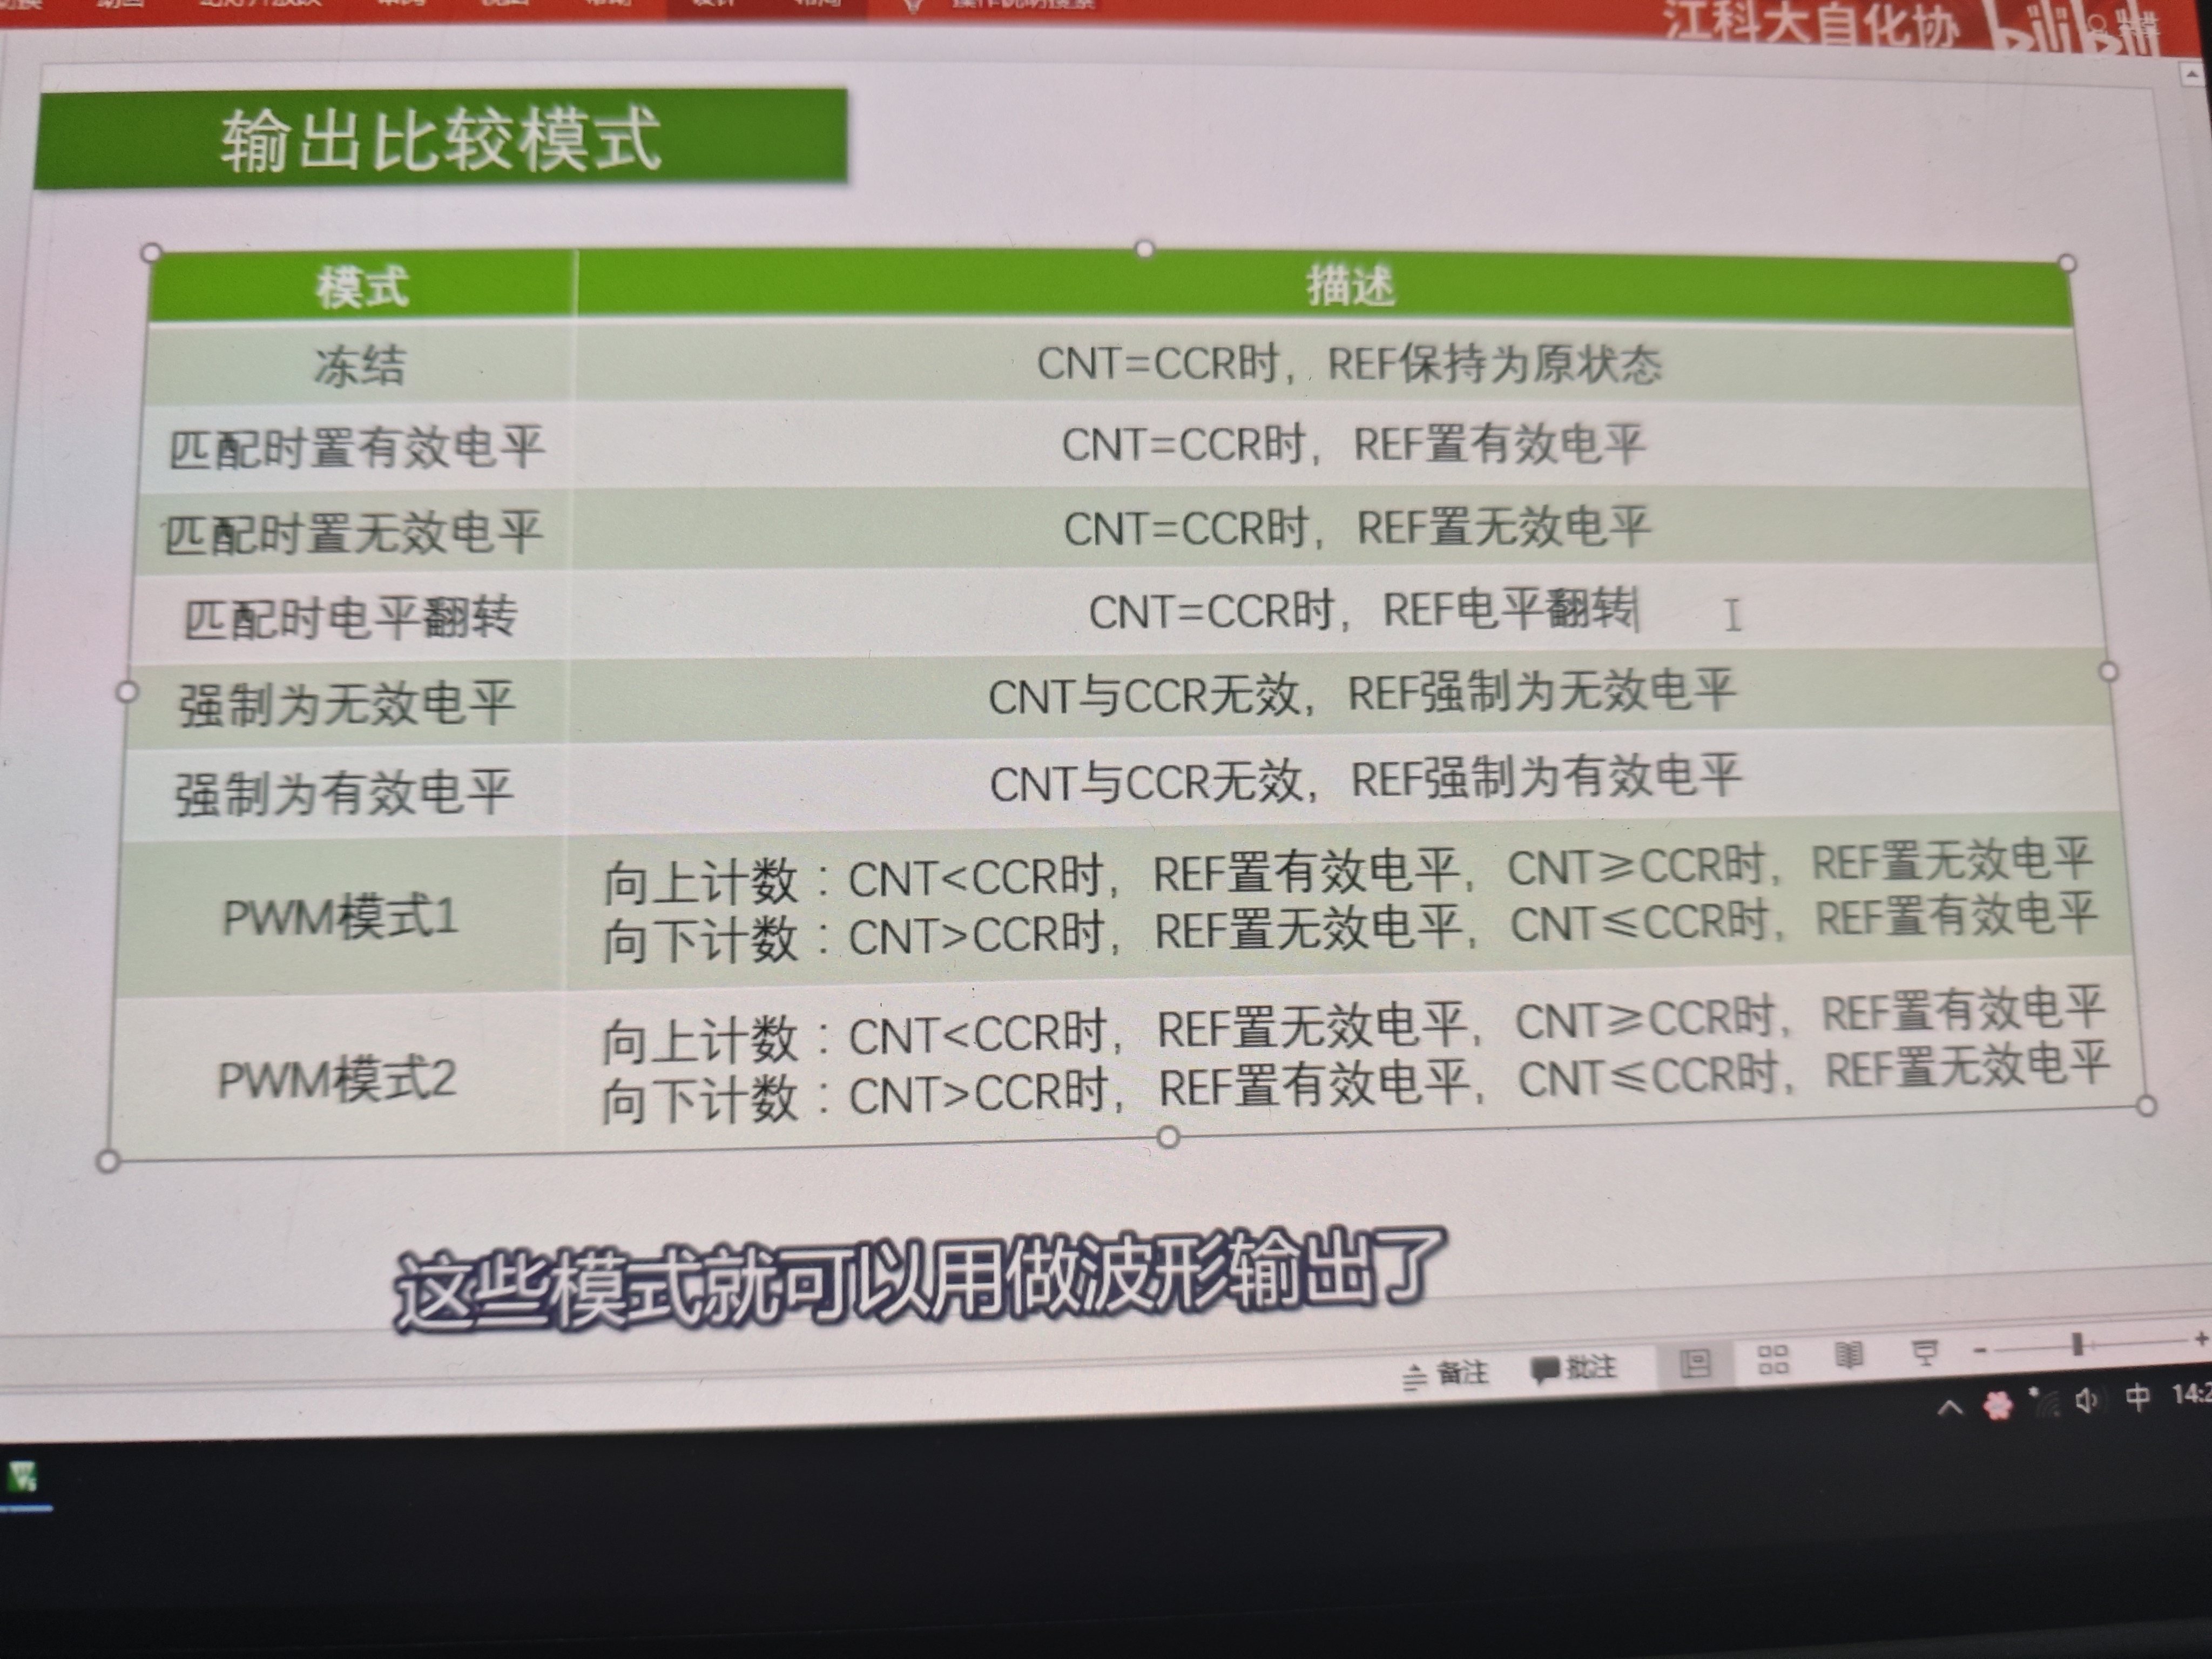 江科大自化协 bilibili
输出比较模式
模式 描述
冻结 CNT=CCR时，REF保持为原状态
匹配时置有效电平 CNT=CCR时，REF置有效电平
匹配时置无效电平 CNT=CCR时，REF置无效电平
匹配时电平翻转 CNT=CCR时，REF电平翻转
强制为无效电平 CNT与CCR无效，REF强制为无效电平
强制为有效电平 CNT与CCR无效，REF强制为有效电平
PWM模式1
向上计数：CNT<CCR时，REF置有效电平，CNT≥CCR时，REF置无效电平
向下计数：CNT>CCR时，REF置无效电平，CNT≤CCR时，REF置有效电平
PWM模式2
向上计数：CNT<CCR时，REF置无效电平，CNT≥CCR时，REF置有效电平
向下计数：CNT>CCR时，REF置有效电平，CNT≤CCR时，REF置无效电平
这些模式就可以用做波形输出了
备注 批注
中 14:2